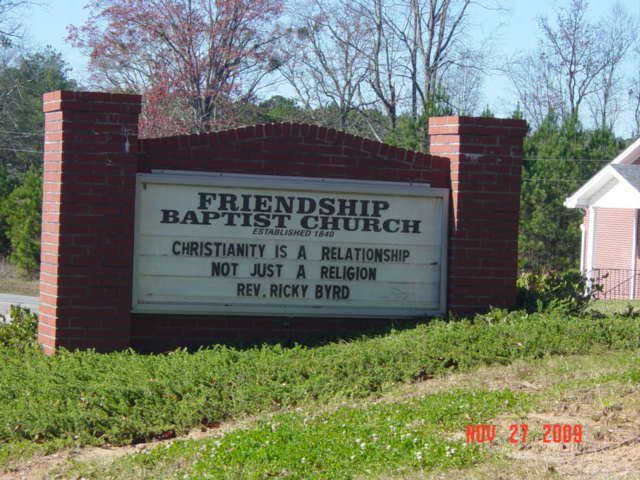 FRIENDSHIP
BAPTIST CHURCH
ESTABLISHED 1840
CHRISTIANITY IS A RELATIONSHIP
NOT JUST A RELIGION
REV. RICKY BYRD
NOV 27 2009